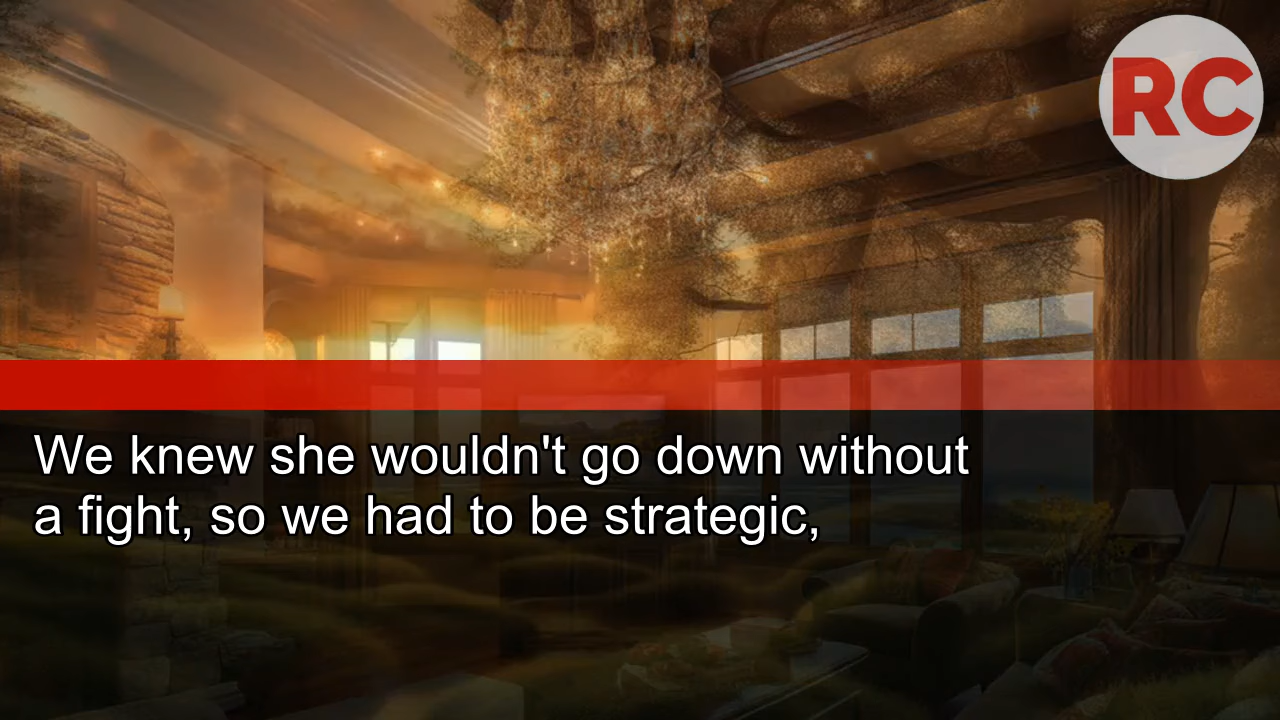 RC
We knew she wouldn't go down without
a fight, so we had to be strategic,